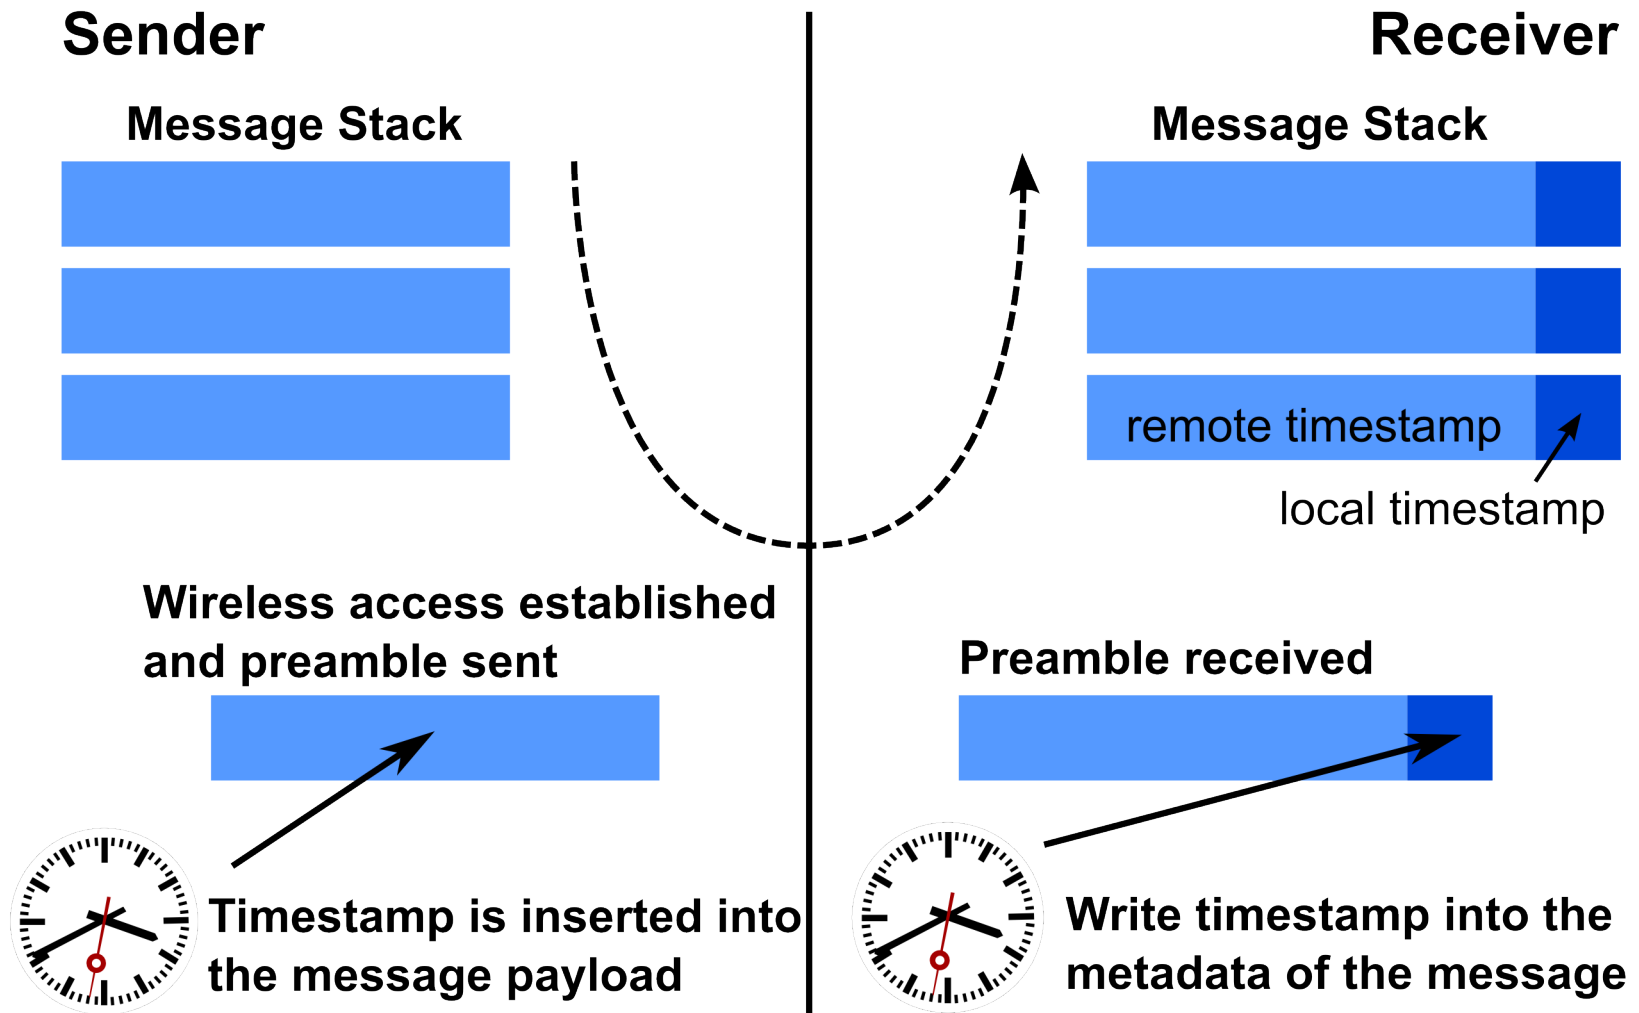 Sender
Message Stack
Wireless access established
and preamble sent
Timestamp is inserted into
the message payload
Receiver
Message Stack
remote timestamp
local timestamp
Preamble received
Write timestamp into the
metadata of the message